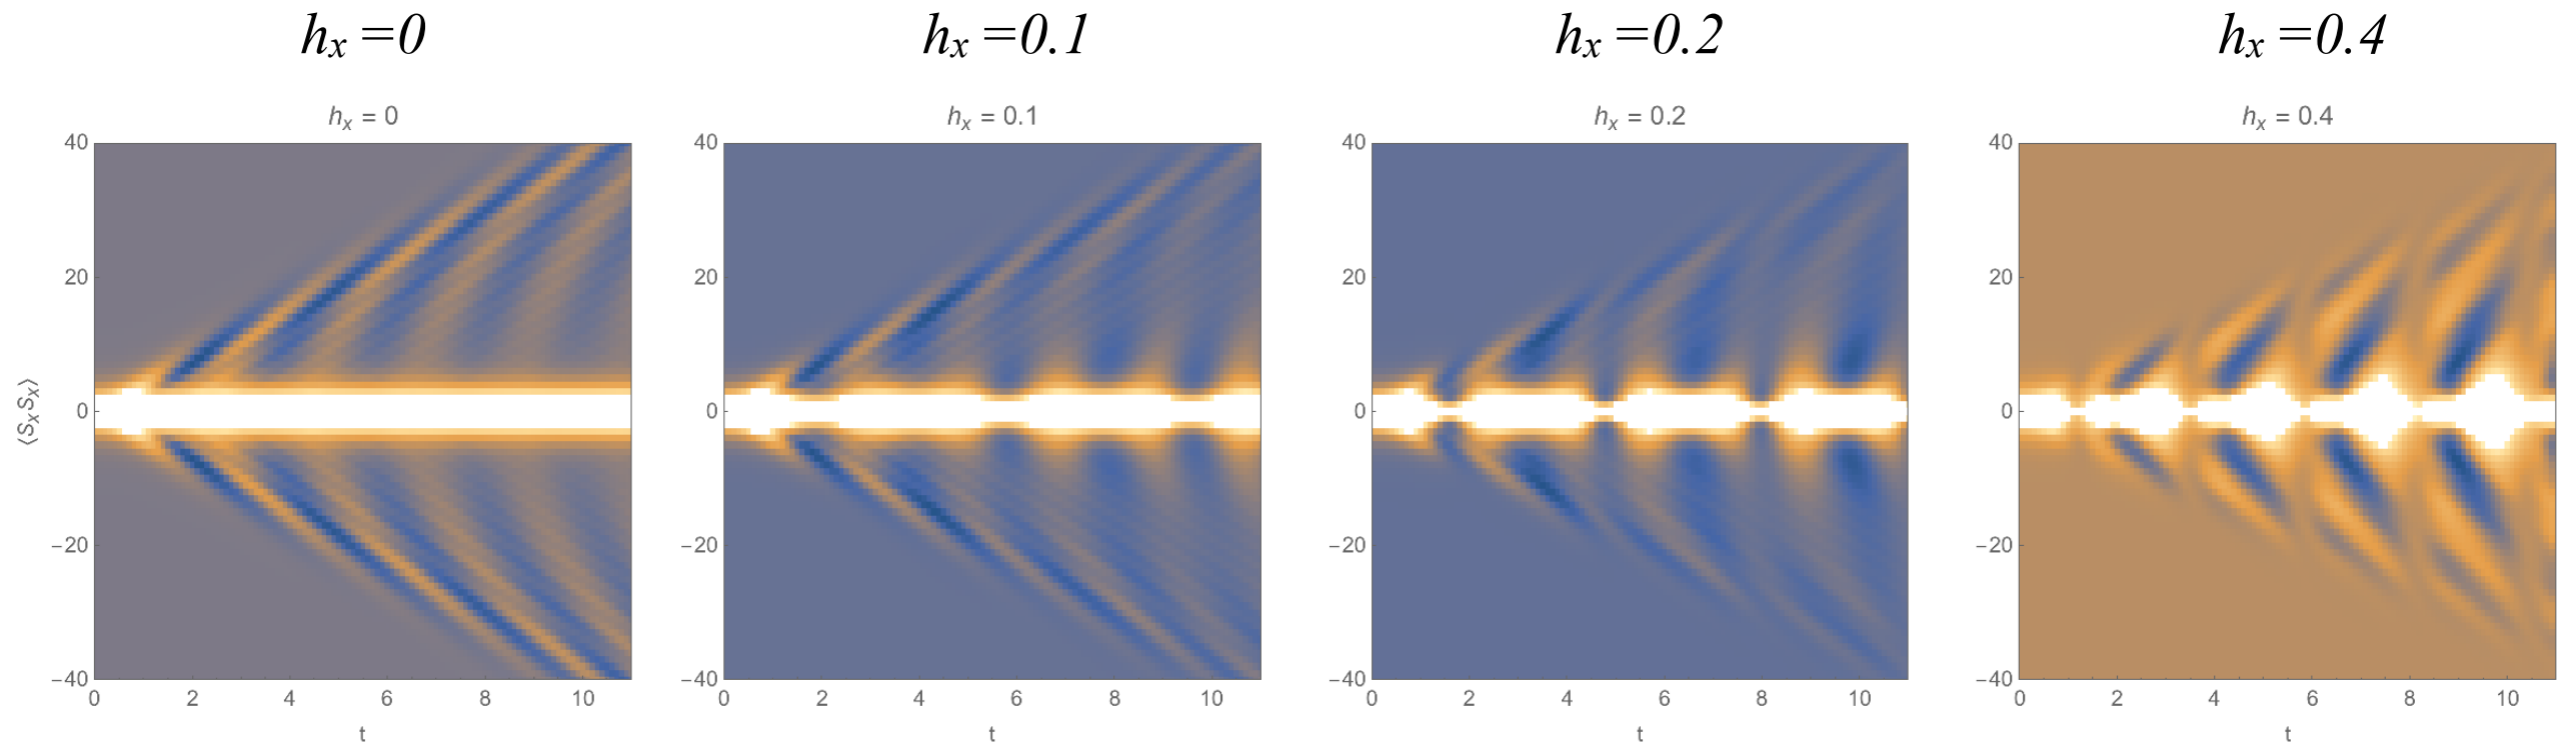 hx =0 hx =0.1 hx =0.2 hx =0.4
hx = 0 hx = 0.1 hx = 0.2 hx = 0.4
40 40 40 40
20 20 20 20
⟨SxSx⟩
0 0 0 0
−20 −20 −20 −20
−40 −40 −40 −40
0 2 4 6 8 10 0 2 4 6 8 10 0 2 4 6 8 10 0 2 4 6 8 10
t t t t